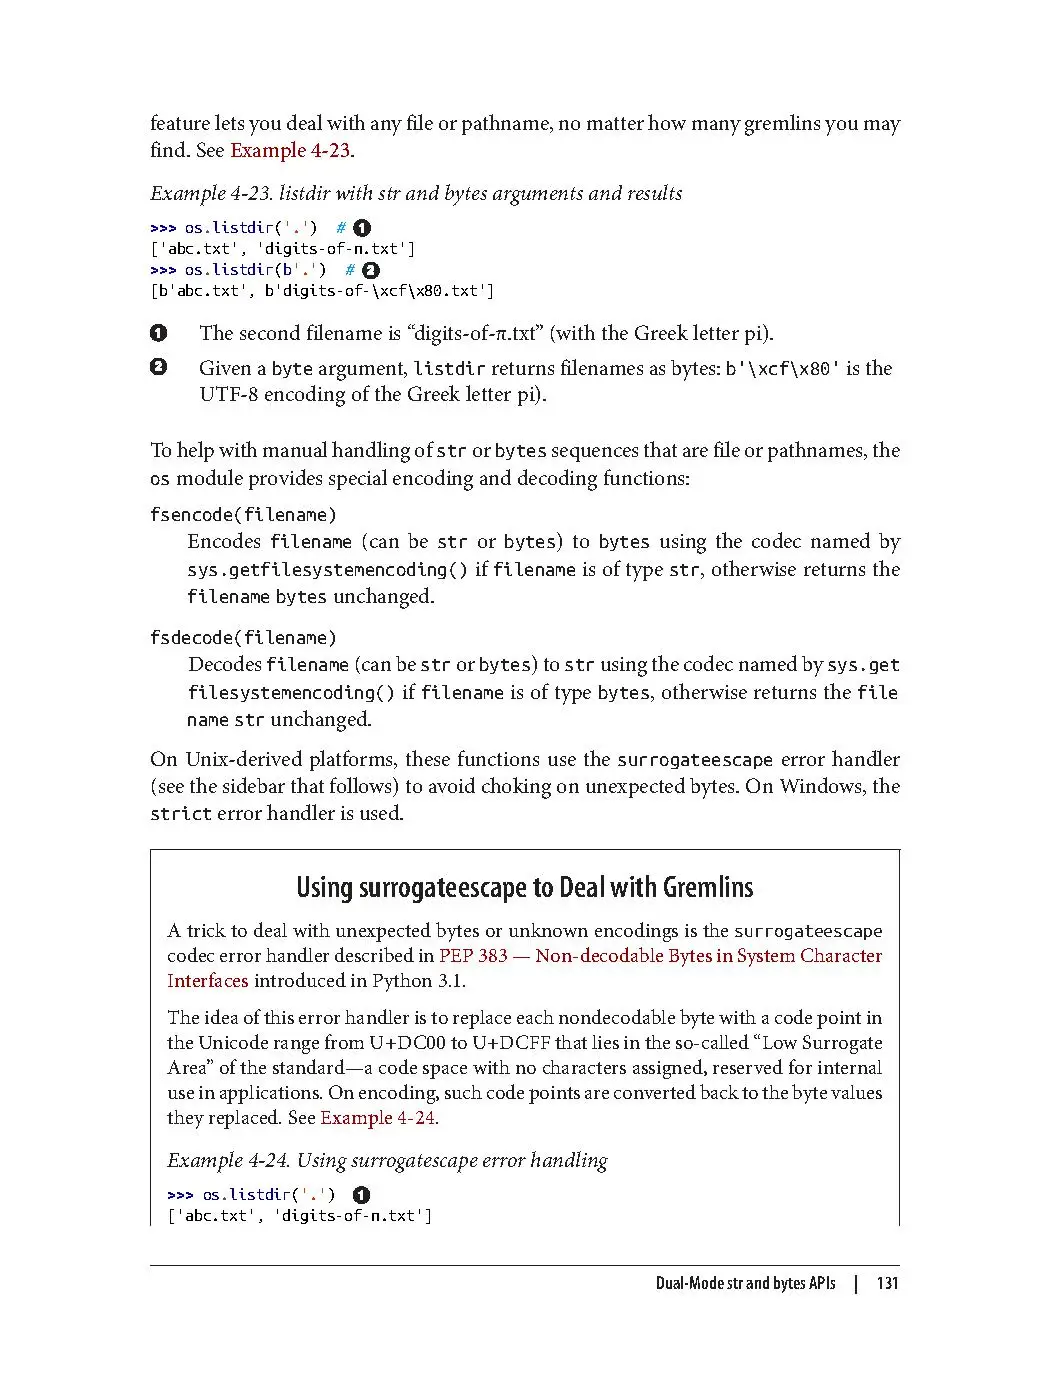 feature lets you deal with any file or pathname, no matter how many gremlins you may
find. See Example 4-23.
Example 4-23. listdir with str and bytes arguments and results
>>> os.listdir('.')  # ❶
['abc.txt', 'digits-of-π.txt']
>>> os.listdir(b'.')  # ❷
[b'abc.txt', b'digits-of-\xcf\x80.txt']
❶ The second filename is “digits-of-π.txt” (with the Greek letter pi).
❷ Given a byte argument, listdir returns filenames as bytes: b'\xcf\x80' is the
UTF-8 encoding of the Greek letter pi).
To help with manual handling of str or bytes sequences that are file or pathnames, the
os module provides special encoding and decoding functions:
fsencode(filename)
Encodes filename (can be str or bytes) to bytes using the codec named by
sys.getfilesystemencoding() if filename is of type str, otherwise returns the
filename bytes unchanged.
fsdecode(filename)
Decodes filename (can be str or bytes) to str using the codec named by sys.get
filesystemencoding() if filename is of type bytes, otherwise returns the file
name str unchanged.
On Unix-derived platforms, these functions use the surrogateescape error handler
(see the sidebar that follows) to avoid choking on unexpected bytes. On Windows, the
strict error handler is used.
Using surrogateescape to Deal with Gremlins
A trick to deal with unexpected bytes or unknown encodings is the surrogateescape
codec error handler described in PEP 383 — Non-decodable Bytes in System Character
Interfaces introduced in Python 3.1.
The idea of this error handler is to replace each nondecodable byte with a code point in
the Unicode range from U+DC00 to U+DCFF that lies in the so-called “Low Surrogate
Area” of the standard—a code space with no characters assigned, reserved for internal
use in applications. On encoding, such code points are converted back to the byte values
they replaced. See Example 4-24.
Example 4-24. Using surrogatescape error handling
>>> os.listdir('.')  ❶
['abc.txt', 'digits-of-π.txt']
Dual-Mode str and bytes APIs | 131